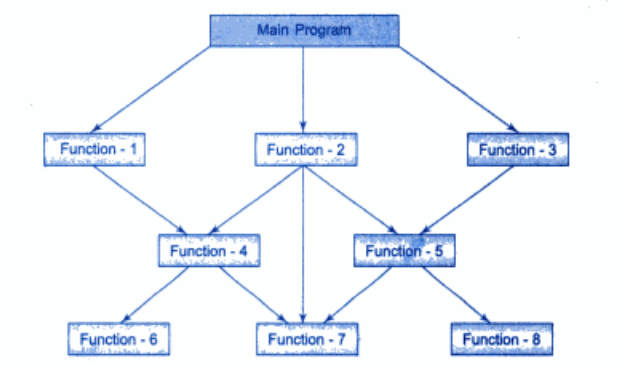 Main Program
Function - 1
Function - 2
Function - 3
Function - 4
Function - 5
Function - 6
Function - 7
Function - 8